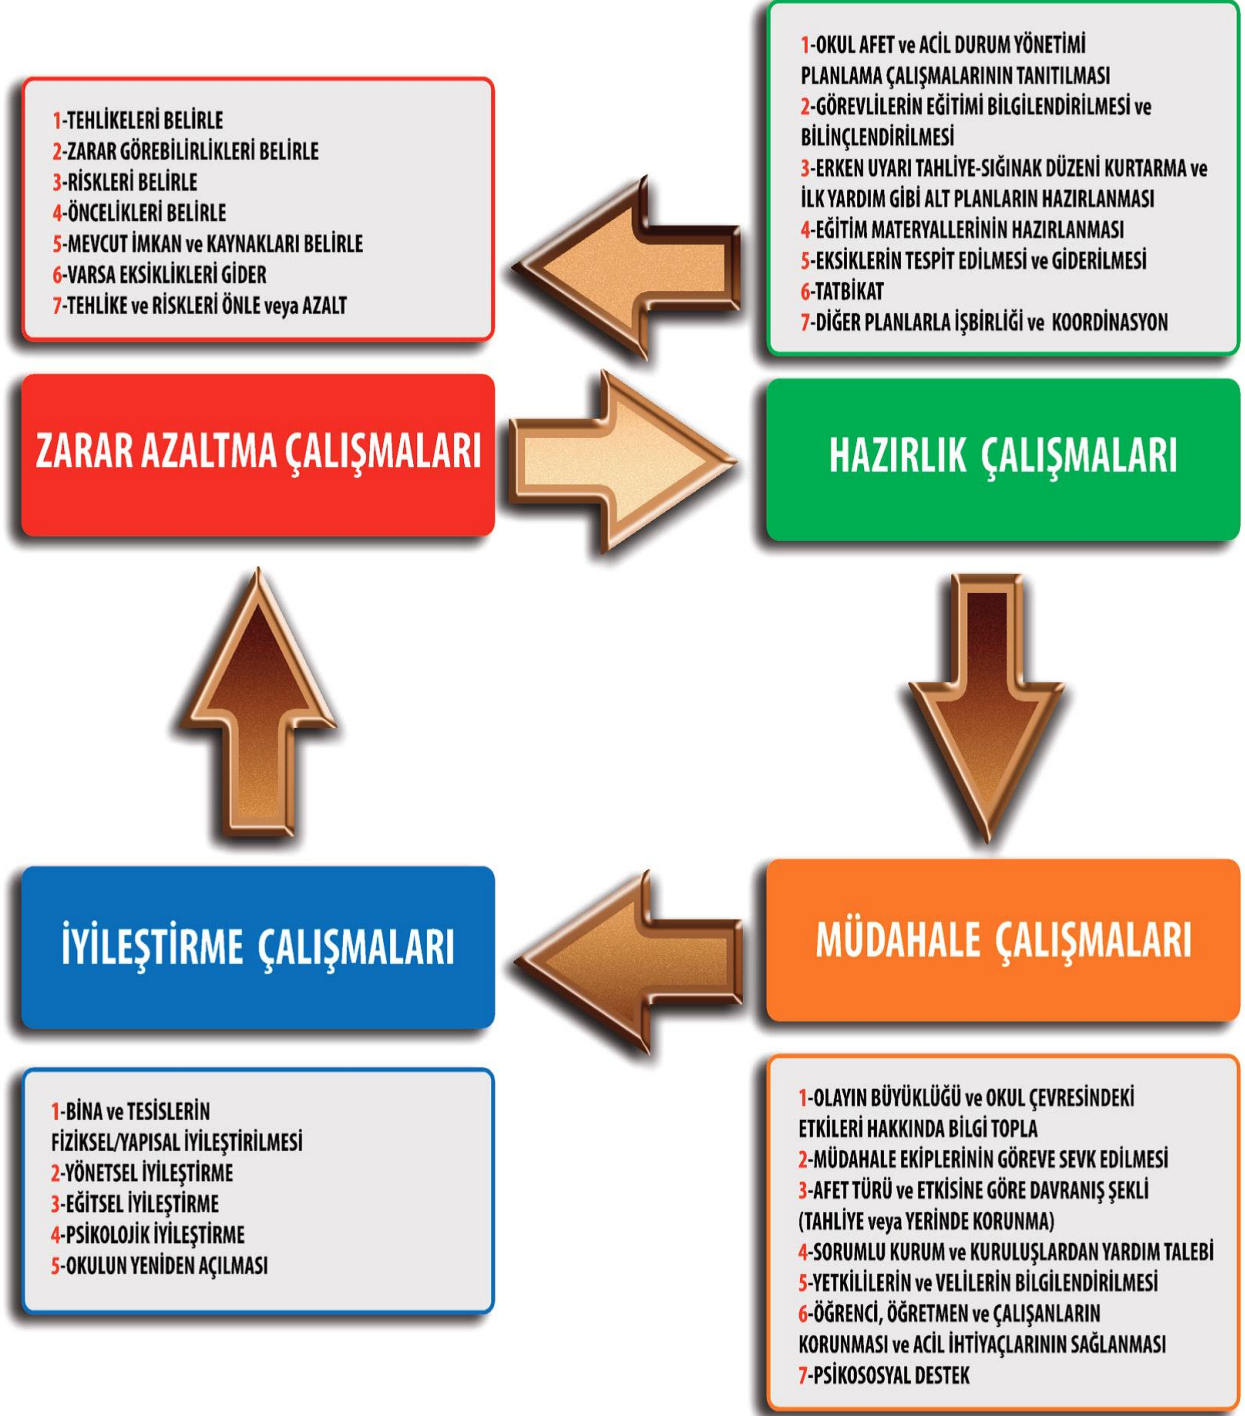 1-TEHLİKELERİ BELİRLE
2-ZARAR GÖREBİLİRLİKLERİ BELİRLE
3-RİSKLERİ BELİRLE
4-ÖNCELİKLERİ BELİRLE
5-MEVCUT İMKAN ve KAYNAKLARI BELİRLE
6-VARSA EKSİKLİKLERİ GİDER
7-TEHLİKE ve RİSKLERİ ÖNLE veya AZALT
ZARAR AZALTMA ÇALIŞMALARI
1-OKUL AFET ve ACİL DURUM YÖNETİMİ
PLANLAMA ÇALIŞMALARININ TANITILMASI
2-GÖREVLİLERİN EĞİTİMİ BİLGİLENDİRİLMESİ ve
BİLİNÇLENDİRİLMESİ
3-ERKEN UYARI TAHLİYE-SIĞINAK DÜZENİ KURTARMA ve
İLK YARDIM GİBİ ALT PLANLARIN HAZIRLANMASI
4-EĞİTİM MATERYALLERİNİN HAZIRLANMASI
5-EKSİKLERİN TESPİT EDİLMESİ ve GİDERİLMESİ
6-TATBİKAT
7-DİĞER PLANLARLA İŞBİRLİĞİ ve KOORDİNASYON
HAZIRLIK ÇALIŞMALARI
İYİLEŞTİRME ÇALIŞMALARI
1-BİNA ve TESİSLERİN
FİZİKSEL/YAPISAL İYİLEŞTİRİLMESİ
2-YÖNETSEL İYİLEŞTİRME
3-EĞİTSEL İYİLEŞTİRME
4-PSİKOLOJİK İYİLEŞTİRME
5-OKULUN YENİDEN AÇILMASI
MÜDAHALE ÇALIŞMALARI
1-OLAYIN BÜYÜKLÜĞÜ ve OKUL ÇEVRESİNDEKİ
ETKİLERİ HAKKINDA BİLGİ TOPLA
2-MÜDAHALE EKİPLERİNİN GÖREVE SEVK EDİLMESİ
3-AFET TÜRÜ ve ETKİSİNE GÖRE DAVRANIŞ ŞEKLİ
(TAHLİYE veya YERİNDE KORUNMA)
4-SORUMLU KURUM ve KURULUŞLARDAN YARDIM TALEBİ
5-YETKİLİLERİN ve VELİLERİN BİLGİLENDİRİLMESİ
6-ÖĞRENCİ, ÖĞRETMEN ve ÇALIŞANLARIN
KORUNMASI ve ACİL İHTİYAÇLARININ SAĞLANMASI
7-PSİKOSOSYAL DESTEK